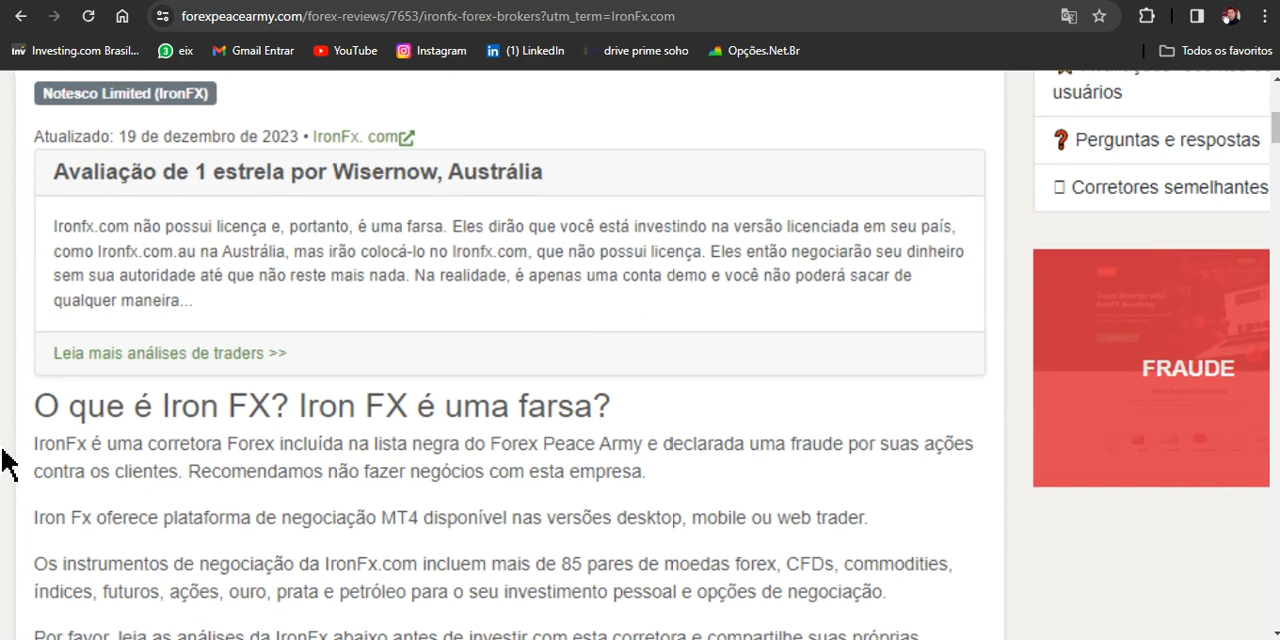 forexpeacearmy.com/forex-reviews/7653/ironfx-forex-brokers?utm_term=IronFx.com
Investing.com Brasil... 3 eix Gmail Entrar YouTube Instagram (1) LinkedIn drive prime soho Opções.Net.Br Todos os favoritos
Notesco Limited (IronFX)
Atualizado: 19 de dezembro de 2023 • IronFx. com
Avaliação de 1 estrela por Wisernow, Austrália
Ironfx.com não possui licença e, portanto, é uma farsa. Eles dirão que você está investindo na versão licenciada em seu país,
como Ironfx.com.au na Austrália, mas irão colocá-lo no Ironfx.com, que não possui licença. Eles então negociarão seu dinheiro
sem sua autoridade até que não reste mais nada. Na realidade, é apenas uma conta demo e você não poderá sacar de
qualquer maneira...
Leia mais análises de traders >>
O que é Iron FX? Iron FX é uma farsa?
IronFx é uma corretora Forex incluída na lista negra do Forex Peace Army e declarada uma fraude por suas ações
contra os clientes. Recomendamos não fazer negócios com esta empresa.
Iron Fx oferece plataforma de negociação MT4 disponível nas versões desktop, mobile ou web trader.
Os instrumentos de negociação da IronFx.com incluem mais de 85 pares de moedas forex, CFDs, commodities,
índices, futuros, ações, ouro, prata e petróleo para o seu investimento pessoal e opções de negociação.
Por favor, leia as análises da IronFx abaixo antes de investir com esta corretora e compartilhe suas próprias
usuários
Perguntas e respostas
Corretores semelhantes
FRAUDE